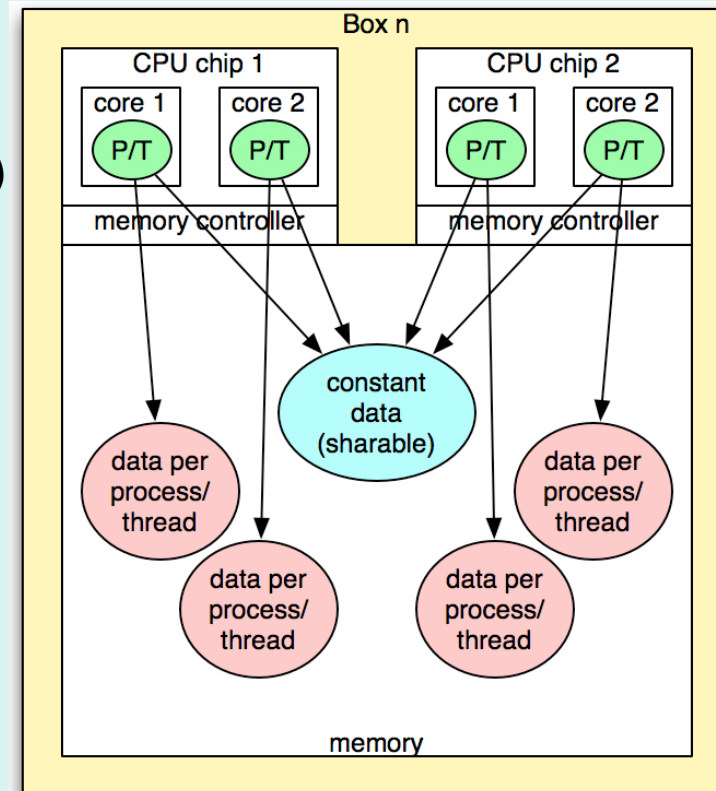 Box n
CPU chip 1
CPU chip 2
core 1
core 2
core 1
core 2
P/T
P/T
P/T
P/T
memory controller
memory controller
constant
data
(sharable)
data per
process/
thread
data per
process/
thread
data per
process/
thread
data per
process/
thread
memory
)